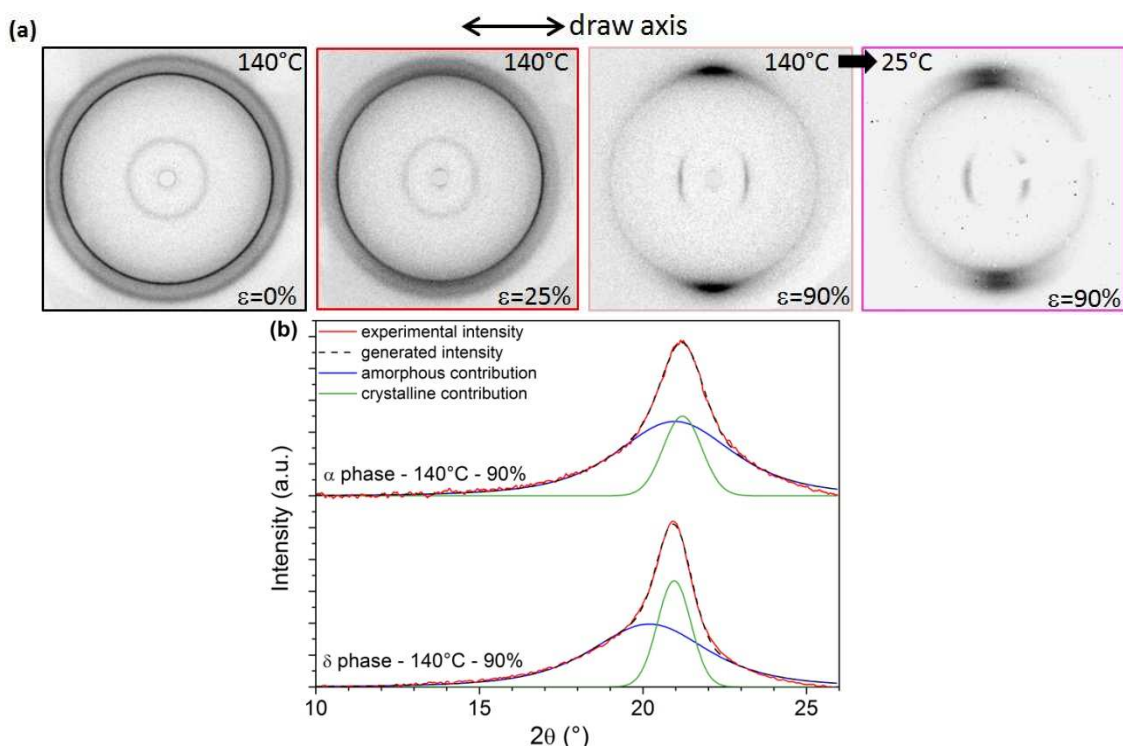 (a)
draw axis
140°C
ε=0%
140°C
ε=25%
140°C
ε=90%
25°C
ε=90%
(b)
experimental intensity
generated intensity
amorphous contribution
crystalline contribution
α phase - 140°C - 90%
δ phase - 140°C - 90%
Intensity (a.u.)
10 15 20 25
2θ (°)